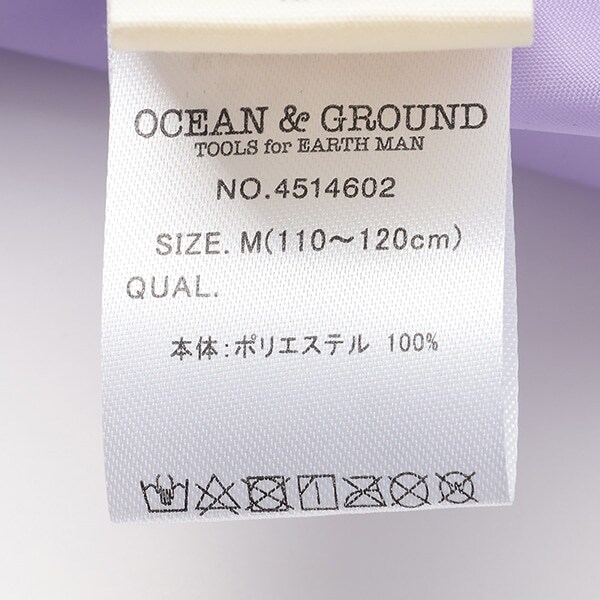 OCEAN & GROUND
TOOLS for EARTH MAN
NO.4514602
SIZE. M(110～120cm)
QUAL.
本体:ポリエステル 100%